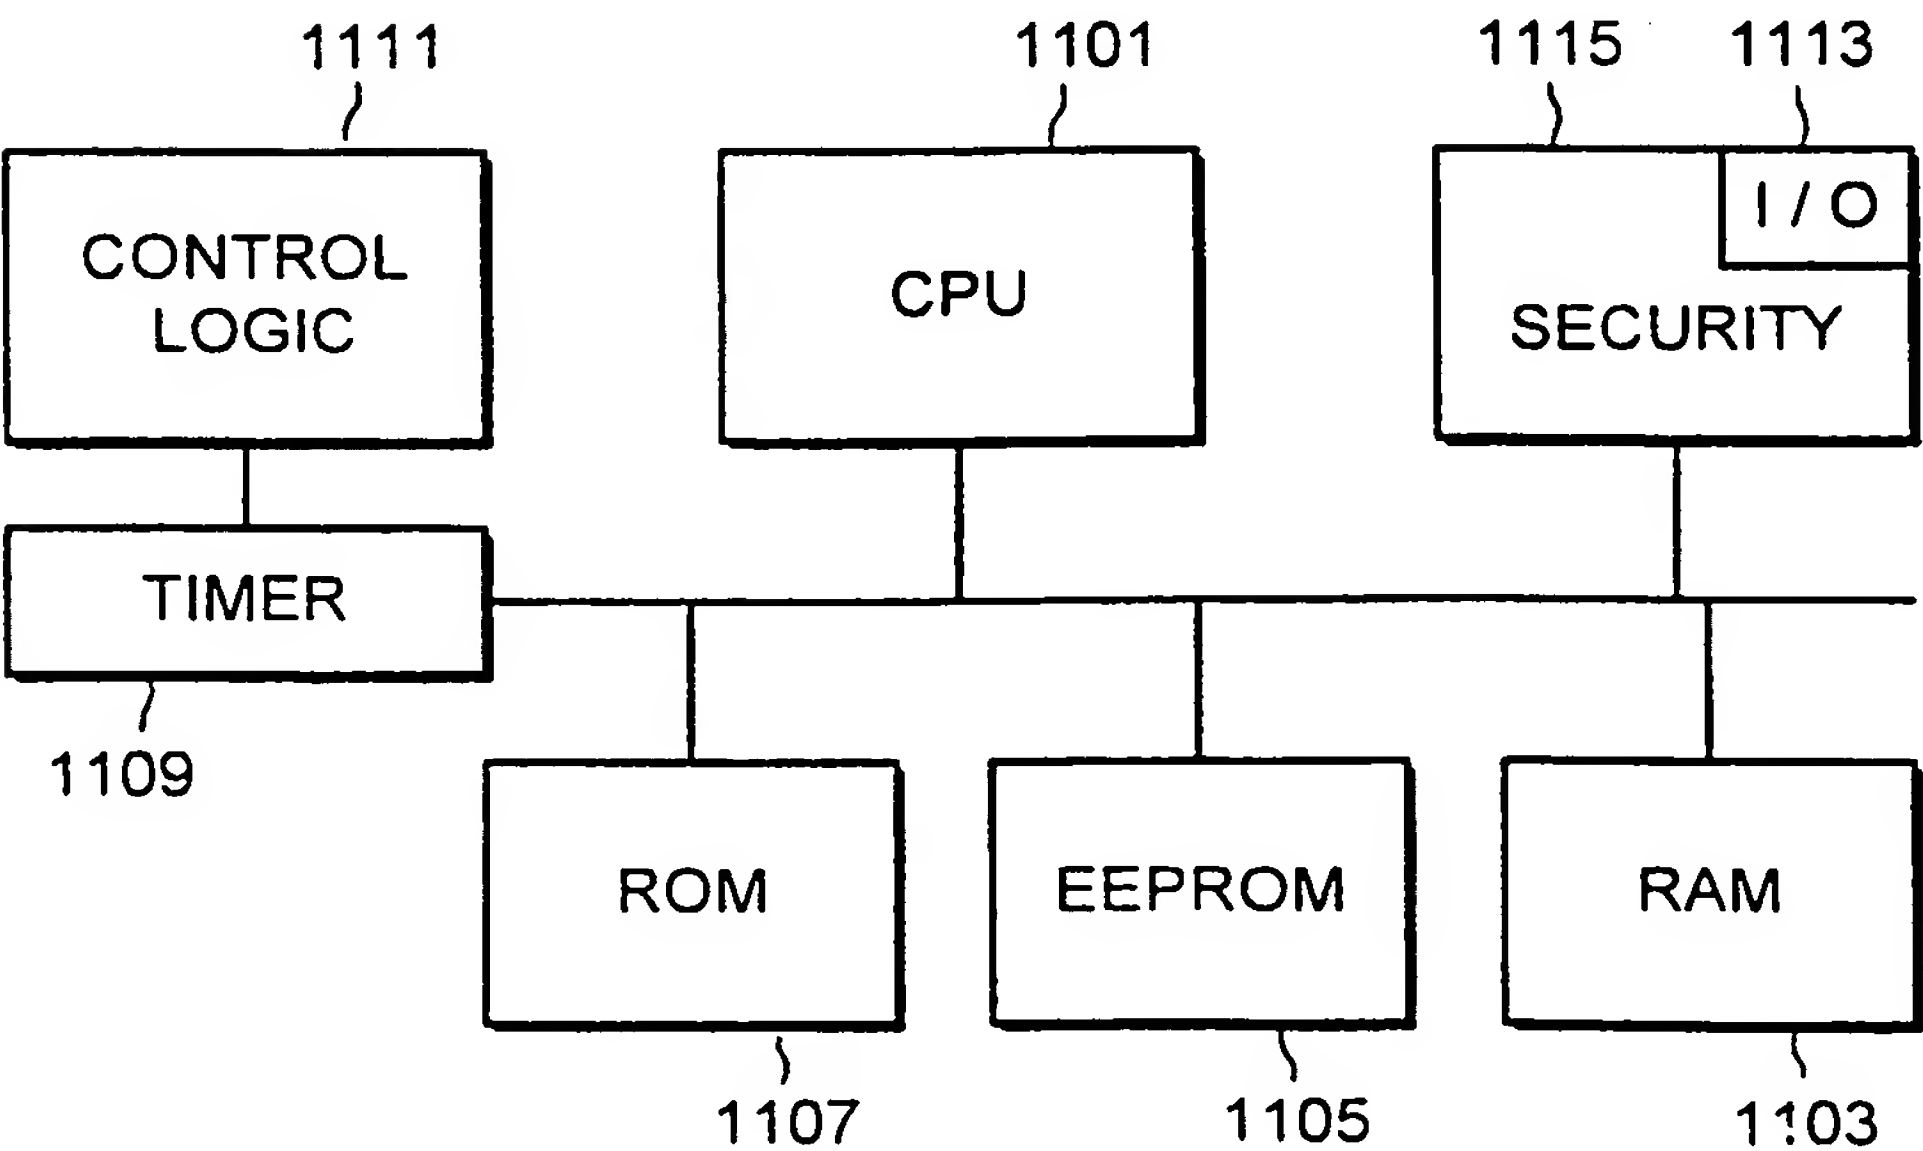 1111
1101
1115
1113
CONTROL
LOGIC
CPU
I / O
SECURITY
TIMER
1109
ROM
EEPROM
RAM
1107
1105
1103